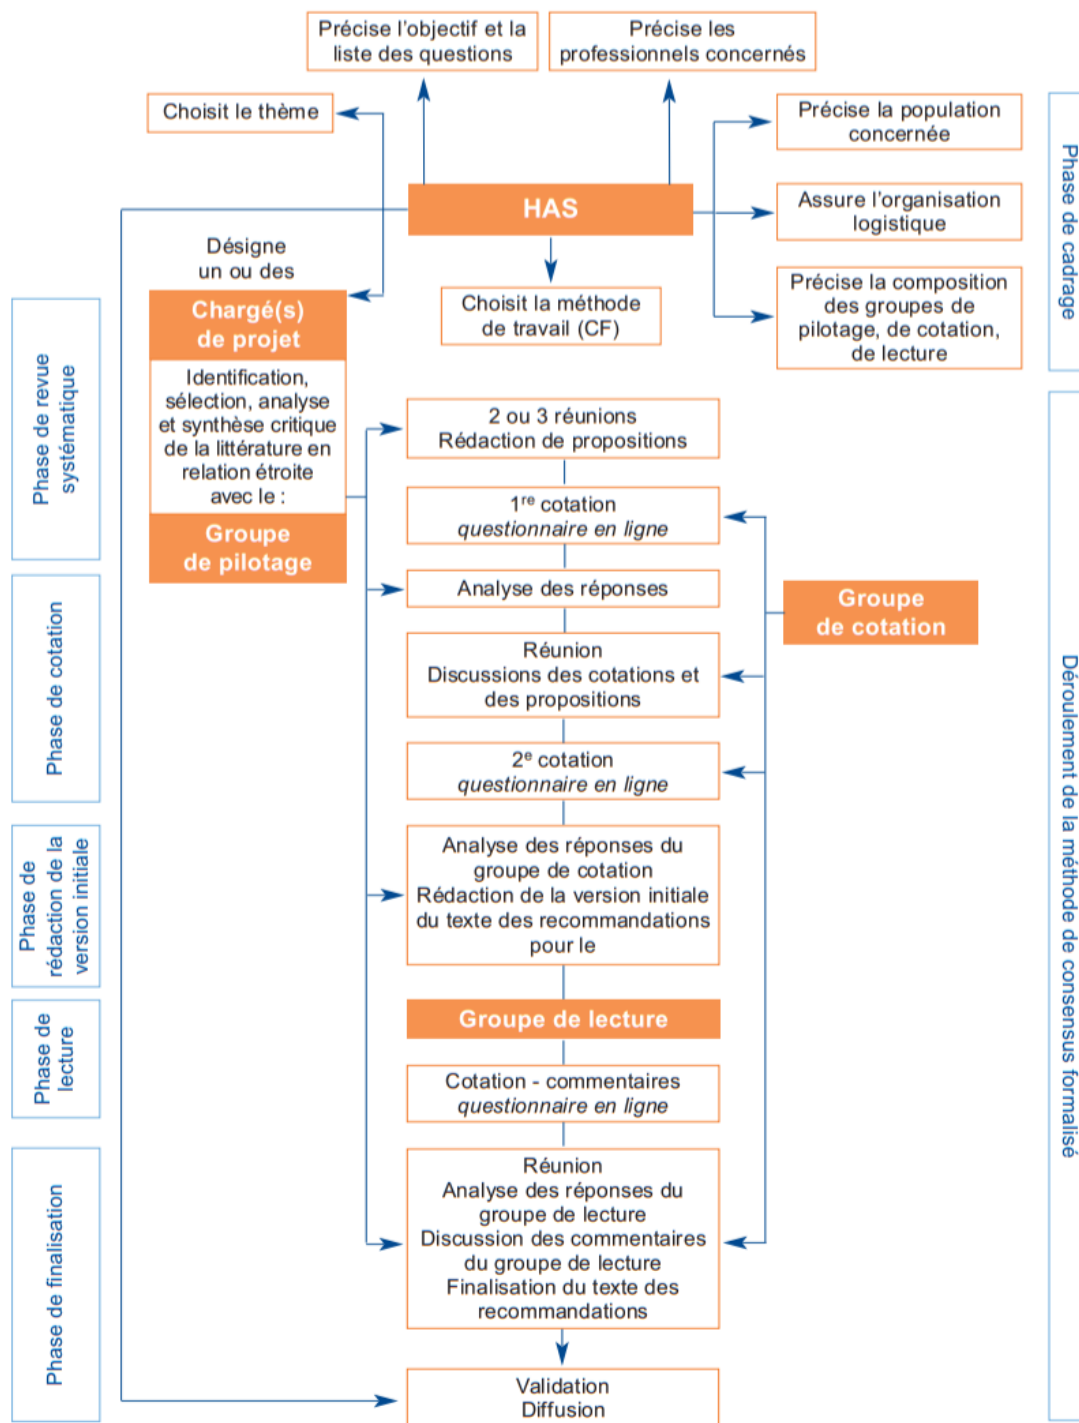 Précise l'objectif et la
liste des questions
Précise les
professionnels concernés
Choisit le thème
Précise la population
concernée
HAS
Assure l'organisation
logistique
Précise la composition
des groupes de
pilotage, de cotation,
de lecture
Choisit la méthode
de travail (CF)
Phase de cadrage
Désigne
un ou des
Chargé(s)
de projet
Identification,
sélection, analyse
et synthèse critique
de la littérature en
relation étroite
avec le :
Groupe
de pilotage
Phase de revue
systématique
2 ou 3 réunions
Rédaction de propositions
1re cotation
questionnaire en ligne
Analyse des réponses
Groupe
de cotation
Phase de cotation
Réunion
Discussions des cotations et
des propositions
2e cotation
questionnaire en ligne
Phase de
rédaction de la
version initiale
Analyse des réponses du
groupe de cotation
Rédaction de la version initiale
du texte des recommandations
pour le
Déroulement de la méthode de consensus formalisé
Groupe de lecture
Phase de
lecture
Cotation - commentaires
questionnaire en ligne
Phase de finalisation
Réunion
Analyse des réponses du
groupe de lecture
Discussion des commentaires
du groupe de lecture
Finalisation du texte des
recommandations
Validation
Diffusion